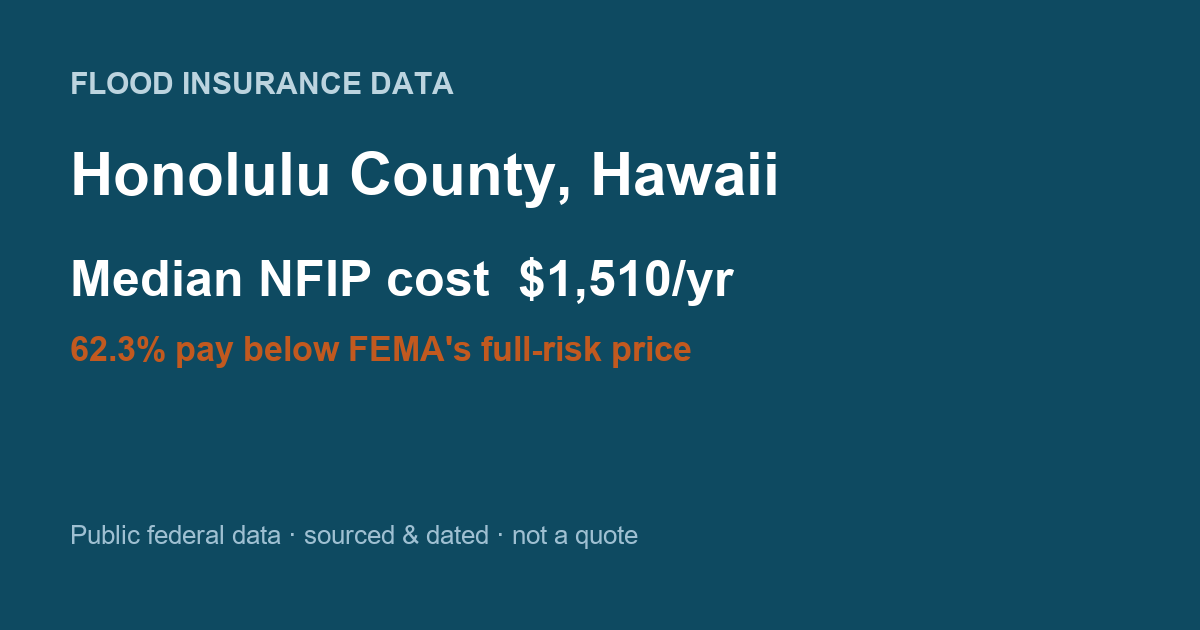 FLOOD INSURANCE DATA
Honolulu County, Hawaii
Median NFIP cost  $1,510/yr
62.3% pay below FEMA's full-risk price
Public federal data · sourced & dated · not a quote